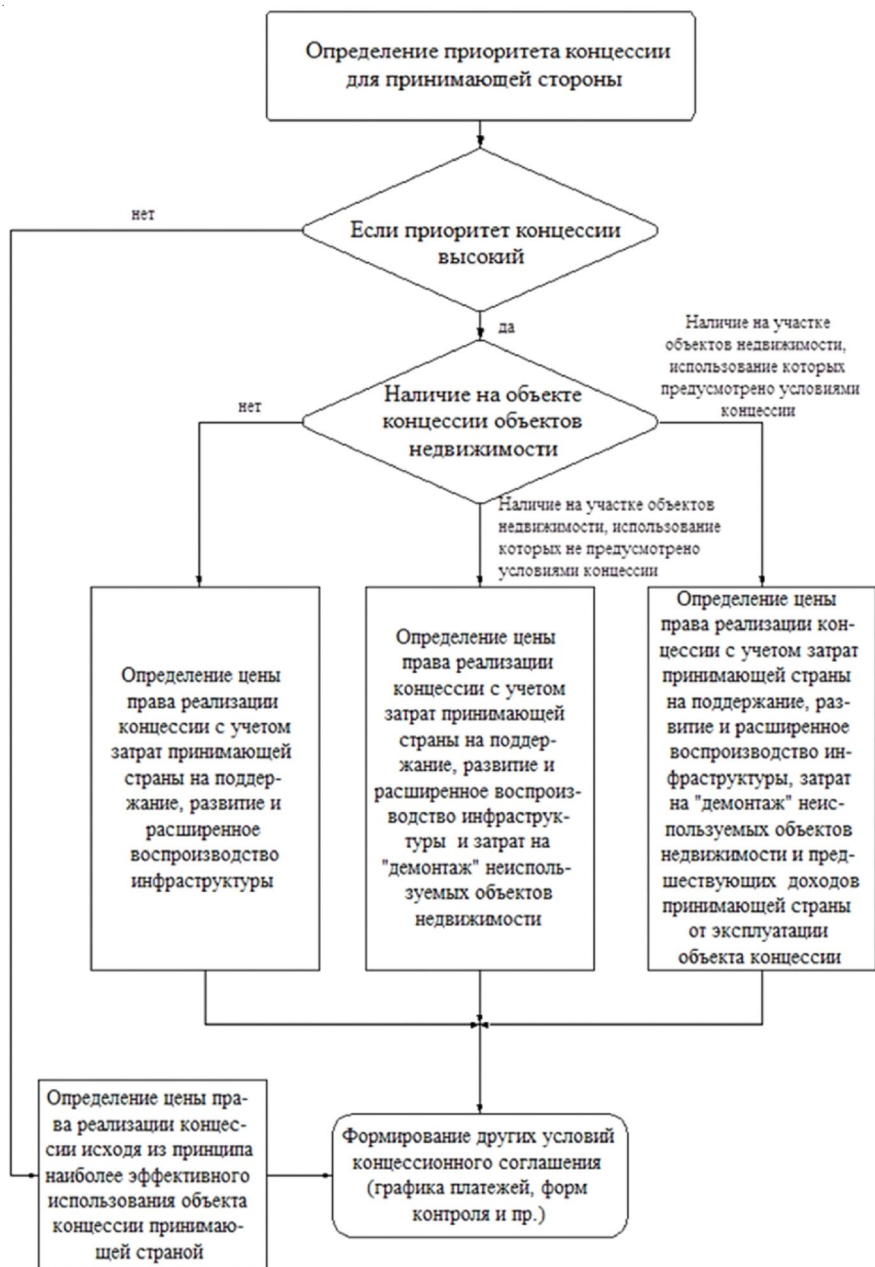 Определение приоритета концессии
для принимающей стороны
нет
Если приоритет концессии
высокий
да
Наличие на участке
объектов недвижимости,
использование которых
предусмотрено условиями
концессии
нет
Наличие на объекте
концессии объектов
недвижимости
Наличие на участке объектов
недвижимости, использование
которых не предусмотрено
условиями концессии
Определение цены
права реализации
концессии с учетом
затрат принимающей
страны на поддер-
жание, развитие и
расширенное
воспроизводство
инфраструктуры
Определение цены
права реализации
концессии с учетом
затрат принимающей
страны на поддер-
жание, развитие и
расширенное воспроиз-
водство инфраструк-
туры и затрат на
"демонтаж" неисполь-
зуемых объектов
недвижимости
Определение цены
права реализации кон-
цессии с учетом затрат
принимающей страны
на поддержание, раз-
витие и расширенное
воспроизводство ин-
фраструктуры, затрат
на "демонтаж" неис-
пользуемых объектов
недвижимости и пред-
шествующих доходов
принимающей страны
от эксплуатации
объекта концессии
Определение цены пра-
ва реализации концес-
сии исходя из принципа
наиболее эффективного
использования объекта
концессии принимаю-
щей страной
Формирование других условий
концессионного соглашения
(графика платежей, форм
контроля и пр.)